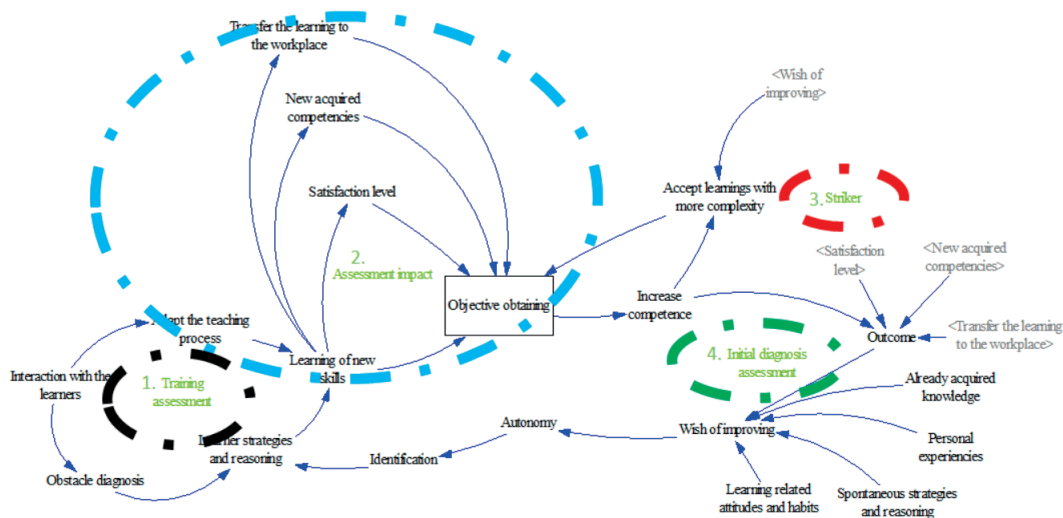 Transfer the learning to
the workplace
New acquired
competencies
Satisfaction level
2.
Assessment impact
Objective obtaining
<Wish of
improving>
Accept learnings with
more complexity
3. Striker
<Satisfaction
level>
<New acquired
competencies>
Increase
competence
Outcome
<Transfer the learning
to the workplace>
4. Initial diagnosis
assessment
Already acquired
knowledge
Wish of improving
Personal
experiencies
Learning related
attitudes and habits
Spontaneous strategies
and reasoning
Autonomy
Identification
Adapt the teaching
process
Learning of new
skills
Interaction with the
learners
1. Training
assessment
Learner strategies
and reasoning
Obstacle diagnosis